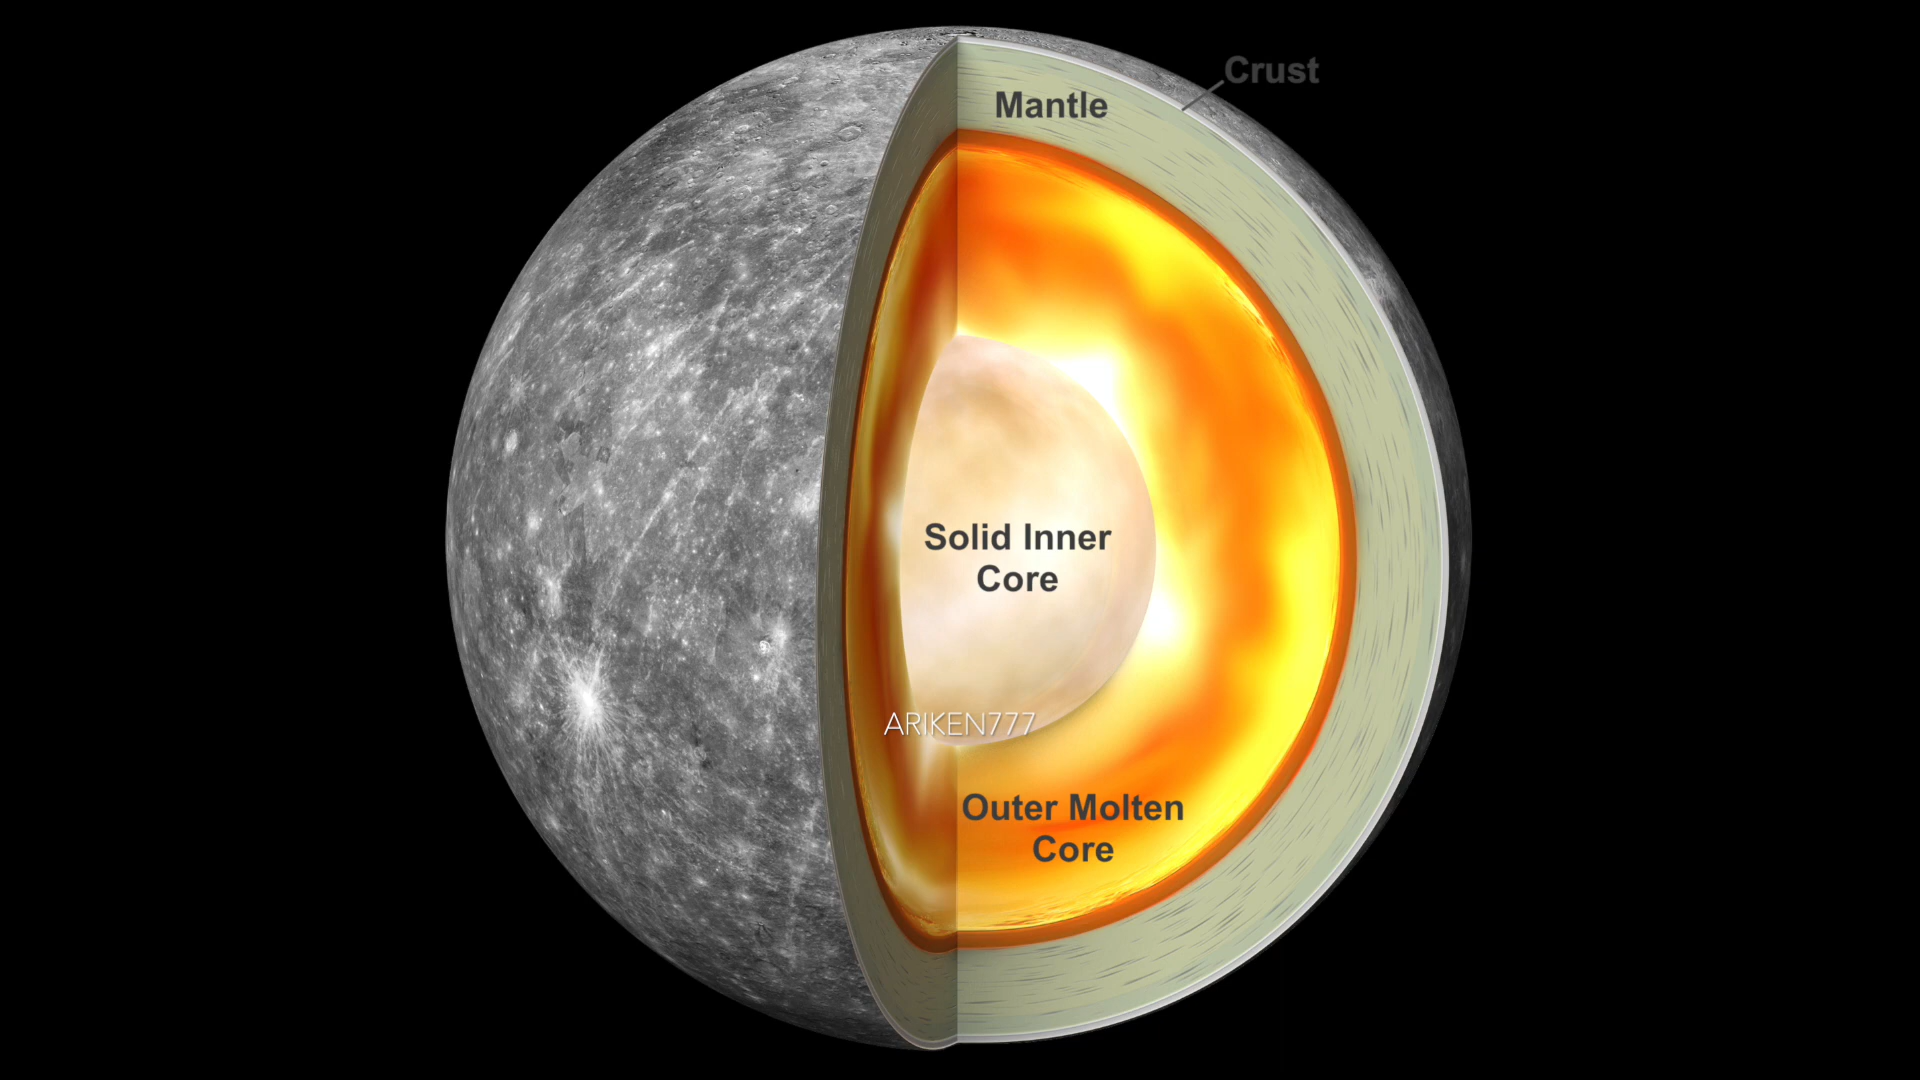 Crust
Mantle
Solid Inner
Core
ARIKEN777
Outer Molten
Core